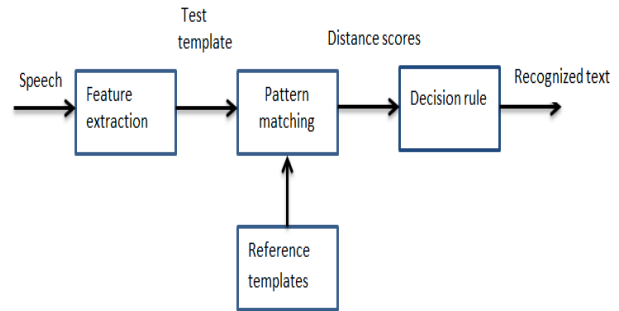 Test
template
Distance scores
Speech
Recognized text
Feature
extraction
Pattern
matching
Decision rule
Reference
templates